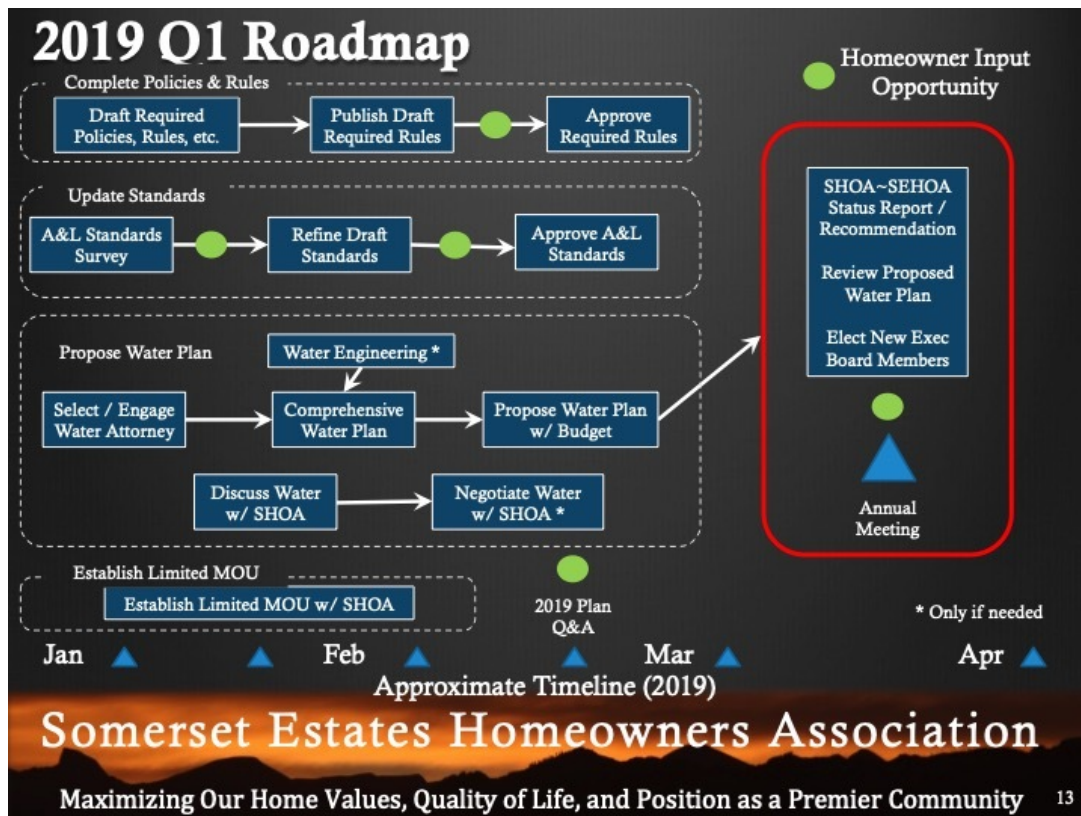 2019 Q1 Roadmap
Homeowner Input
Opportunity
Complete Policies & Rules
Draft Required
Policies, Rules, etc.
Publish Draft
Required Rules
Approve
Required Rules
Update Standards
A&L Standards
Survey
Refine Draft
Standards
Approve A&L
Standards
Propose Water Plan
Water Engineering *
Select / Engage
Water Attorney
Comprehensive
Water Plan
Propose Water Plan
w/ Budget
Discuss Water
w/ SHOA
Negotiate Water
w/ SHOA *
SHOA~SEHOA
Status Report /
Recommendation
Review Proposed
Water Plan
Elect New Exec
Board Members
Annual
Meeting
Establish Limited MOU
Establish Limited MOU w/ SHOA
2019 Plan
Q&A
* Only if needed
Jan Feb Mar Apr
Approximate Timeline (2019)
Somerset Estates Homeowners Association
Maximizing Our Home Values, Quality of Life, and Position as a Premier Community 13